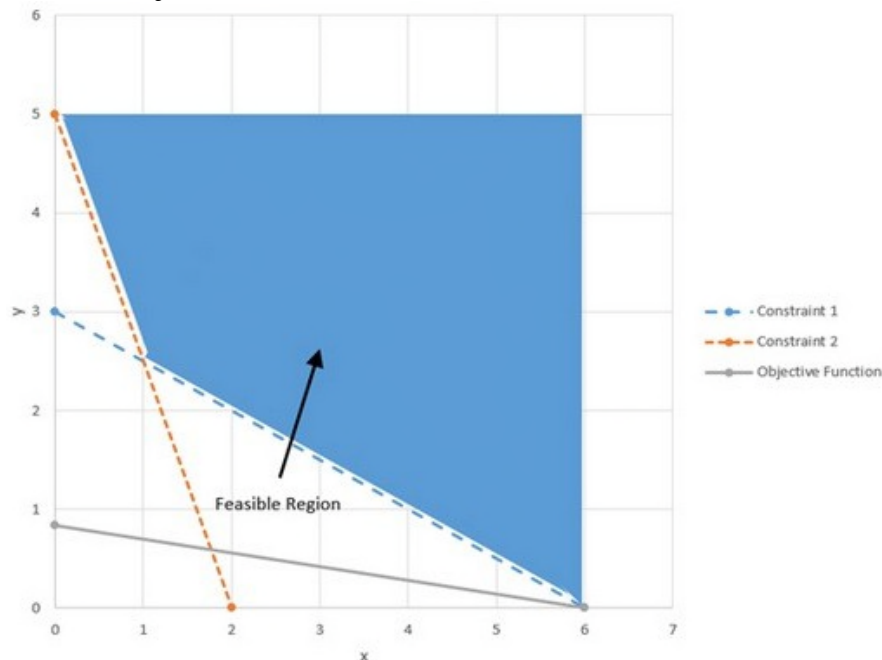 6
5
4
3
2
1
0
y
0 1 2 3 4 5 6 7
x
Feasible Region
Constraint 1
Constraint 2
Objective Function